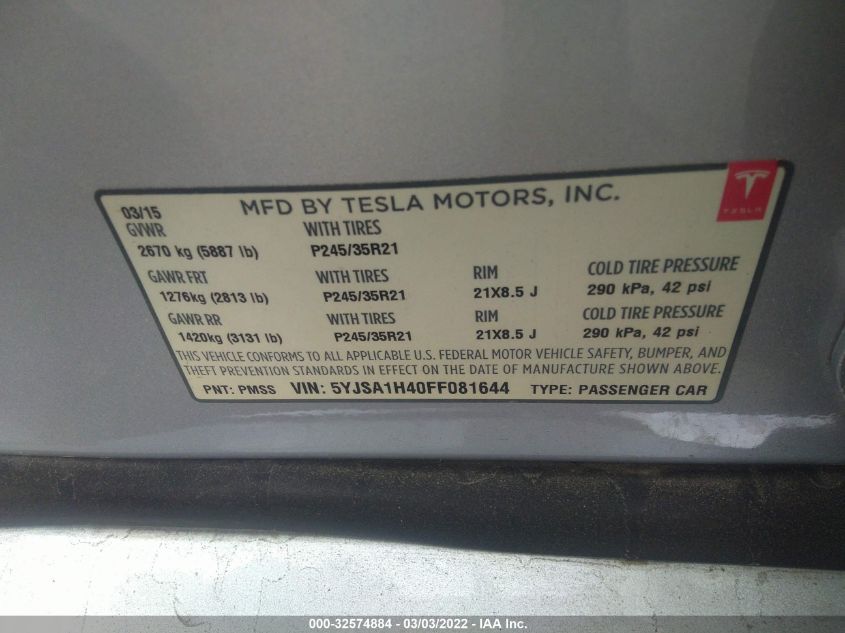 03/15 MFD BY TESLA MOTORS, INC.
TESLA
GVWR WITH TIRES
2670 kg (5887 lb) P245/35R21
GAWR FRT WITH TIRES RIM COLD TIRE PRESSURE
1276kg (2813 lb) P245/35R21 21X8.5 J 290 kPa, 42 psi
GAWR RR WITH TIRES RIM COLD TIRE PRESSURE
1420kg (3131 lb) P245/35R21 21X8.5 J 290 kPa, 42 psi
THIS VEHICLE CONFORMS TO ALL APPLICABLE U.S. FEDERAL MOTOR VEHICLE SAFETY, BUMPER, AND
THEFT PREVENTION STANDARDS IN EFFECT ON THE DATE OF MANUFACTURE SHOWN ABOVE.
PNT: PMSS VIN: 5YJSA1H40FF081644 TYPE: PASSENGER CAR
000-32574884 - 03/03/2022 - IAA Inc.